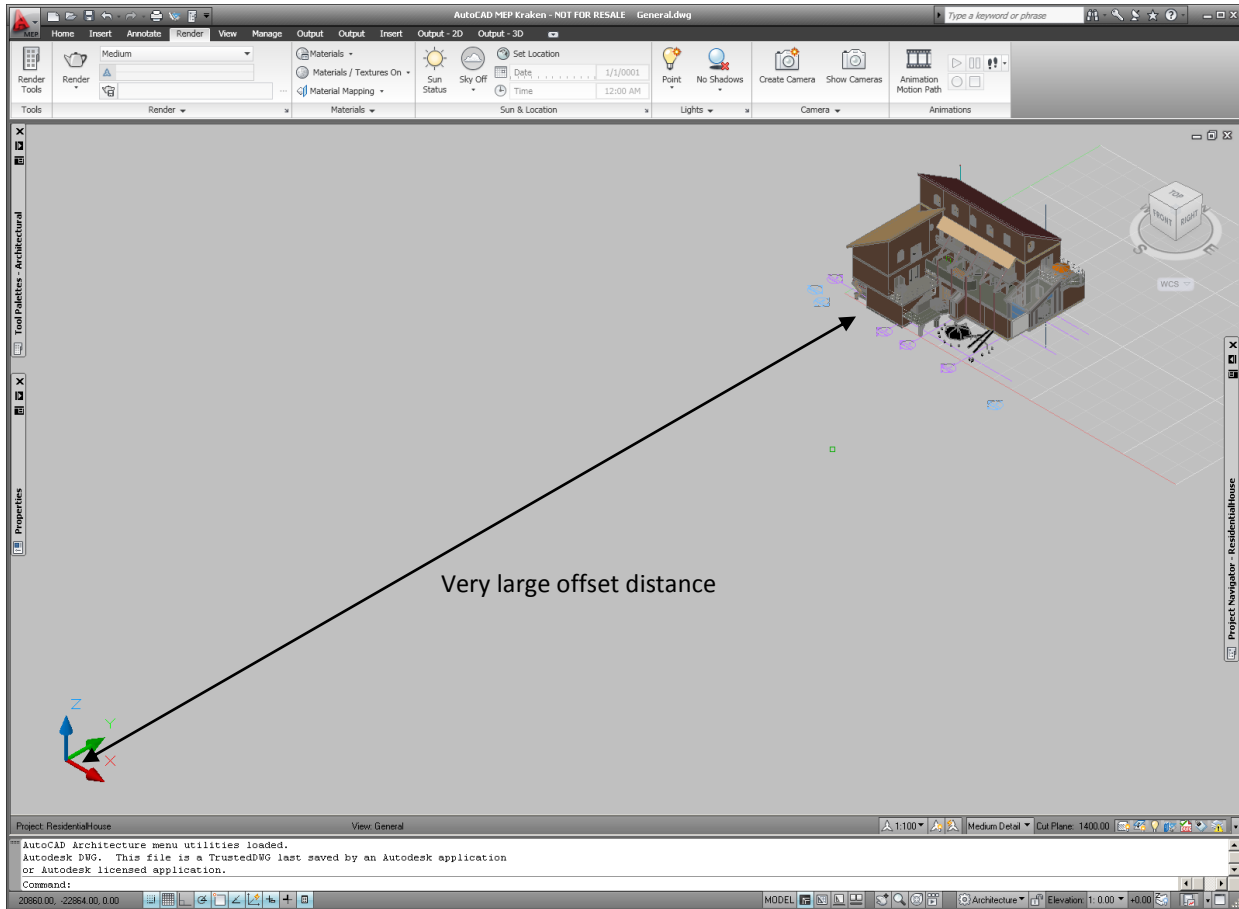 AutoCAD MEP Kraken - NOT FOR RESALE General.dwg
Type a keyword or phrase
MEP
Home Insert Annotate Render View Manage Output Output Insert Output - 2D Output - 3D
Medium
Materials
Materials / Textures On
Material Mapping
Set Location
Date 1/1/0001
Time 12:00 AM
Render Tools
Render
Sun Status
Sky Off
Point
No Shadows
Create Camera
Show Cameras
Animation Motion Path
Tools Render Materials Sun & Location Lights Camera Animations
Tool Palettes - Architectural
TOP
FRONT
RIGHT
S
E
WCS
Properties
Project Navigator - ResidentialHouse
Very large offset distance
Z
Y
X
Project: ResidentialHouse View: General 1:100 Medium Detail Cut Plane: 1400.00
AutoCAD Architecture menu utilities loaded.
Autodesk DWG. This file is a TrustedDWG last saved by an Autodesk application
or Autodesk licensed application.
Command:
20860.00, -22864.00, 0.00 MODEL Architecture Elevation: 1: 0.00 +0.00